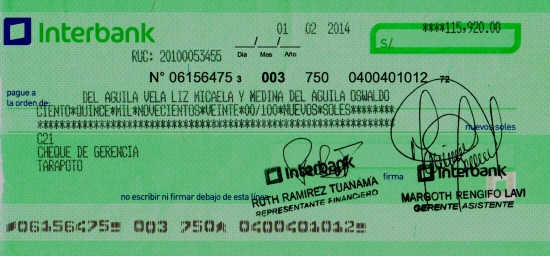 Interbank
01 02 2014
****115,920.00
S/.
RUC: 20100053455
Día Mes Año
N° 06156475 3 003 750 0400401012 72
páguese a
la orden de:
DEL AGUILA VELA LIZ MICAELA Y MEDINA DEL AGUILA OSWALDO
CIENTO*QUINCE*MIL*NOVECIENTOS*VEINTE*00/100*NUEVOS*SOLES********
nuevos soles
C21
CHEQUE DE GERENCIA
TARAPOTO
Interbank
firma
Interbank
no escribir ni firmar debajo de esta línea
RUTH RAMIREZ TUANAMA
REPRESENTANTE FINANCIERO
MARGOTH RENGIFO LAVI
GERENTE ASISTENTE
⑈06156475⑈ 003 750⑆ 0400401012⑈